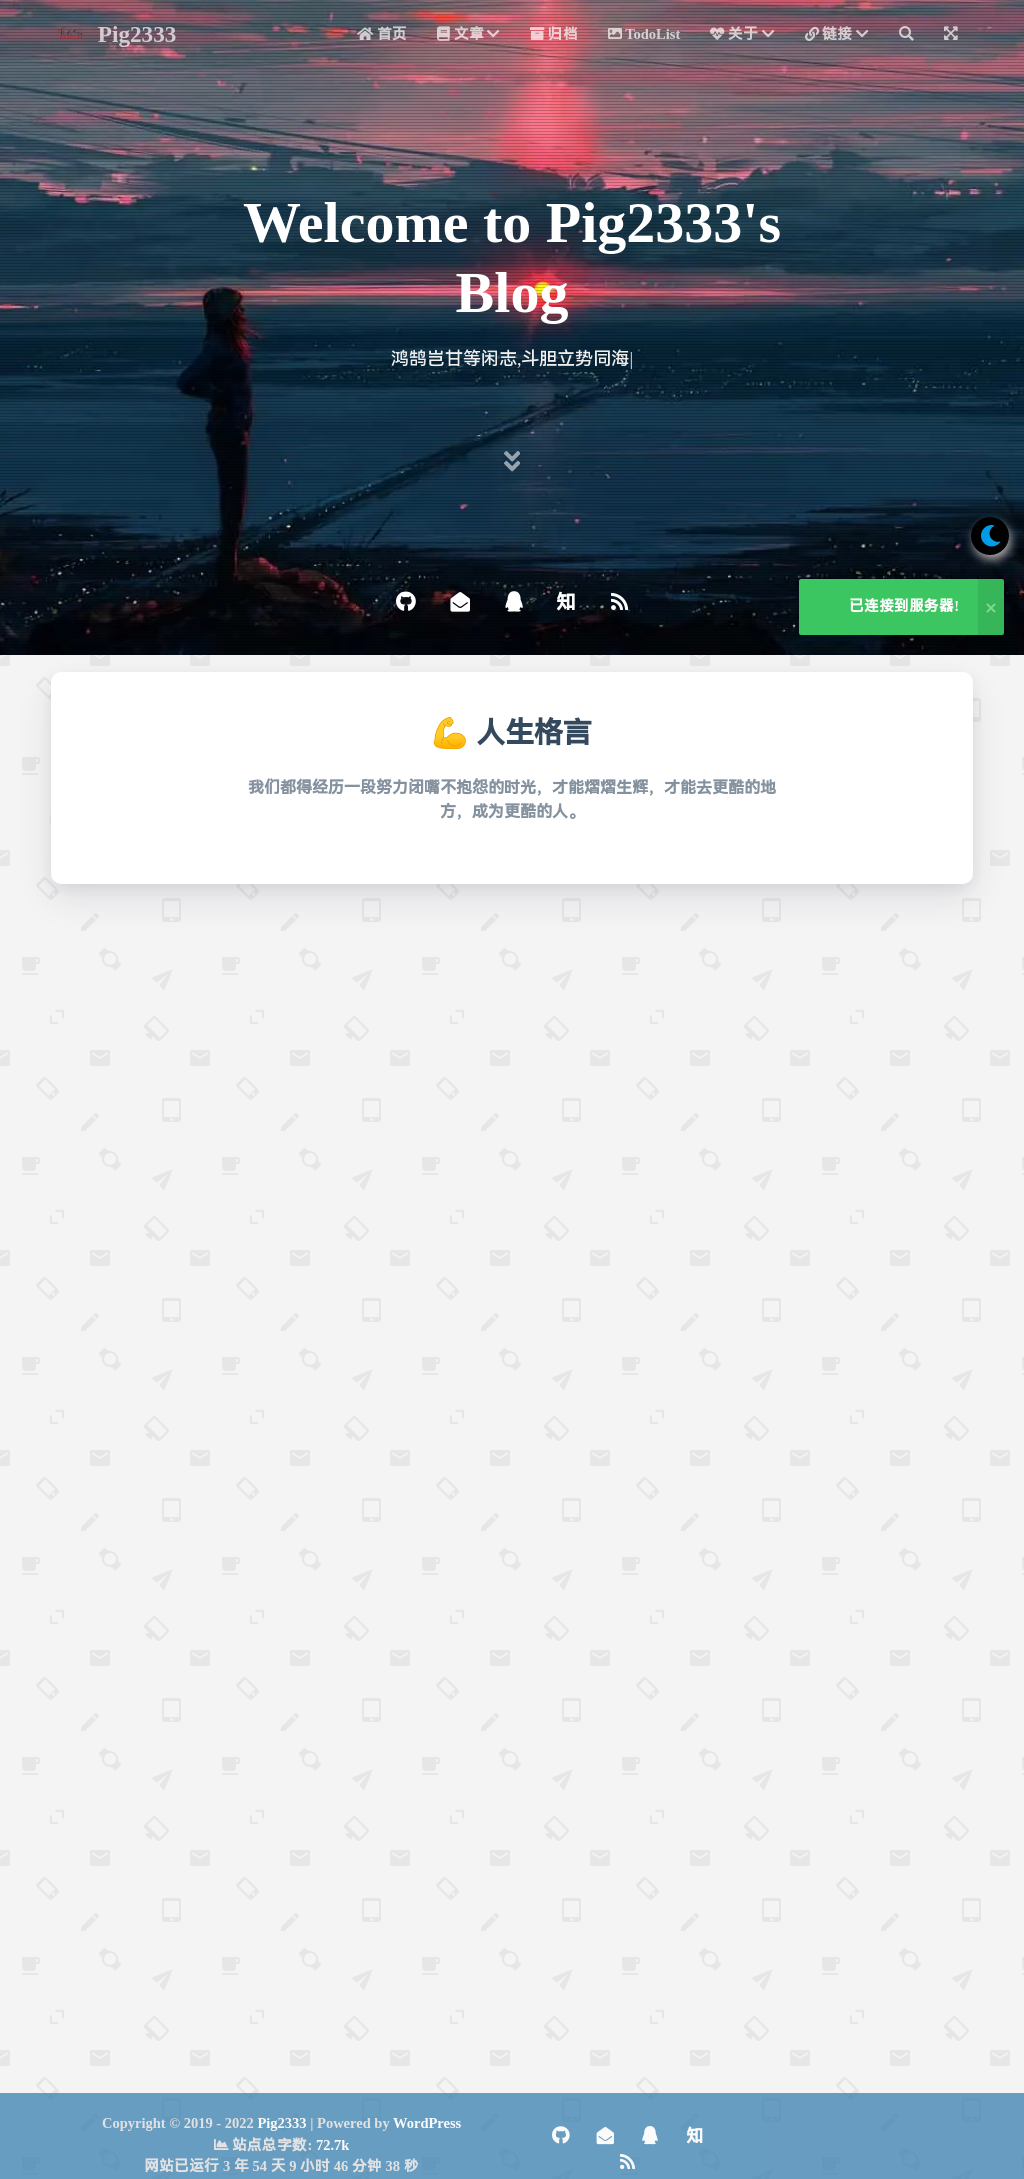 Pig2333 首页 文章 归档 TodoList 关于 链接
Welcome to Pig2333's
Blog
鸿鹄岂甘等闲志,斗胆立势同海|
知
已连接到服务器!
×
💪 人生格言
我们都得经历一段努力闭嘴不抱怨的时光，才能熠熠生辉，才能去更酷的地
方，成为更酷的人。
Copyright © 2019 - 2022 Pig2333 | Powered by WordPress
站点总字数: 72.7k
网站已运行 3 年 54 天 9 小时 46 分钟 38 秒
知